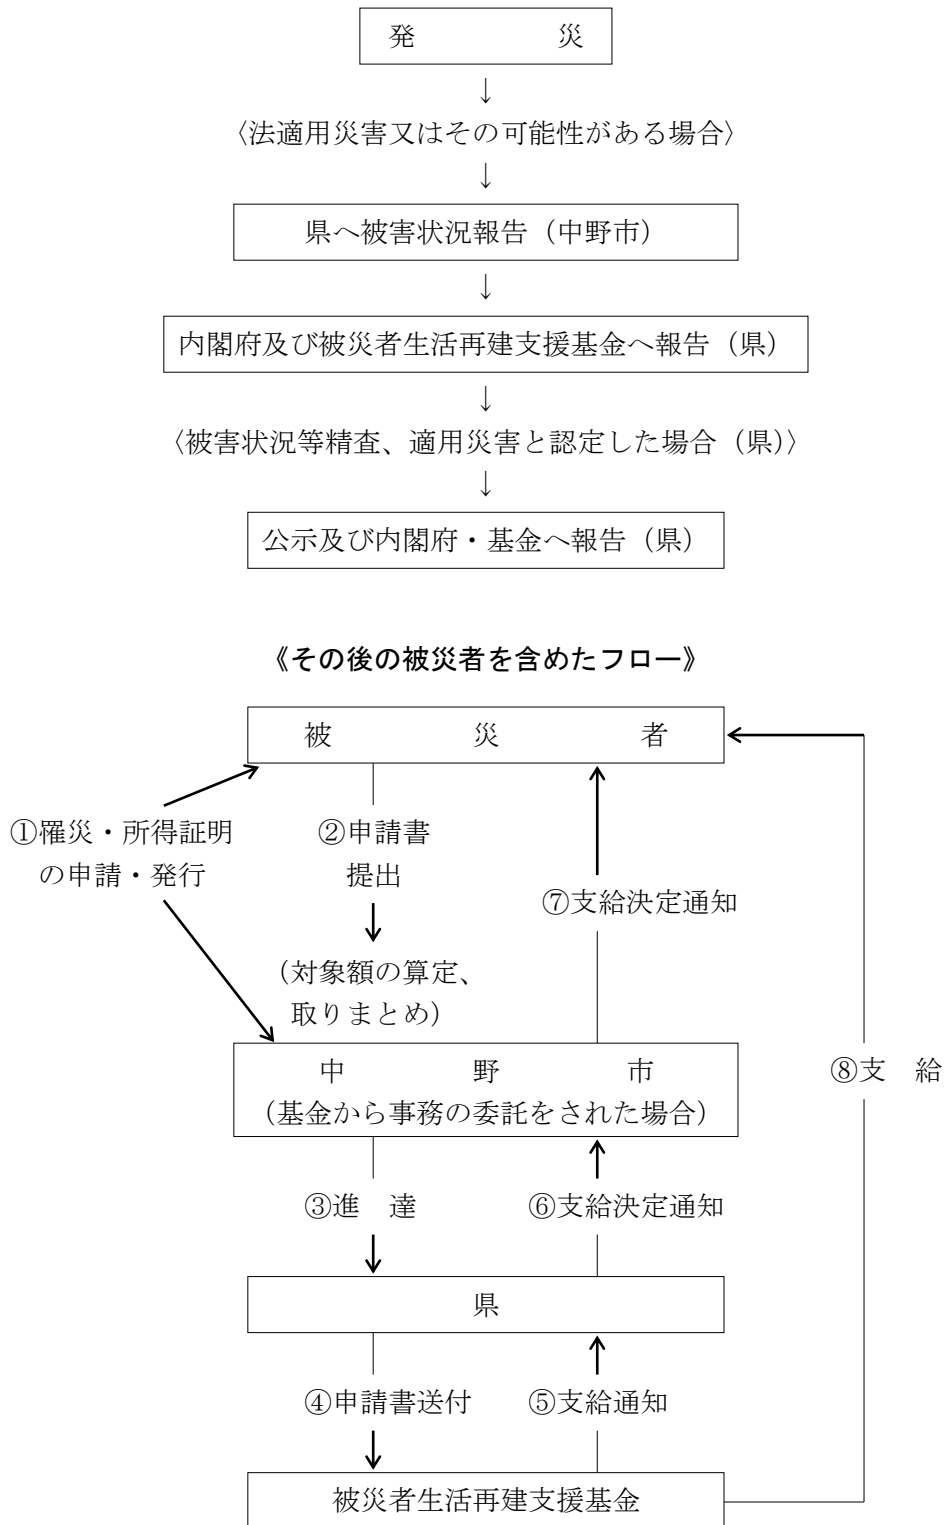 発災
↓
〈法適用災害又はその可能性がある場合〉
↓
県へ被害状況報告（中野市）
↓
内閣府及び被災者生活再建支援基金へ報告（県）
↓
〈被害状況等精査、適用災害と認定した場合（県）〉
↓
公示及び内閣府・基金へ報告（県）
《その後の被災者を含めたフロー》
被災者
①罹災・所得証明
の申請・発行
②申請書
提出
⑦支給決定通知
（対象額の算定、
取りまとめ）
中野市
（基金から事務の委託をされた場合）
⑧支　給
③進　達
⑥支給決定通知
県
④申請書送付
⑤支給通知
被災者生活再建支援基金